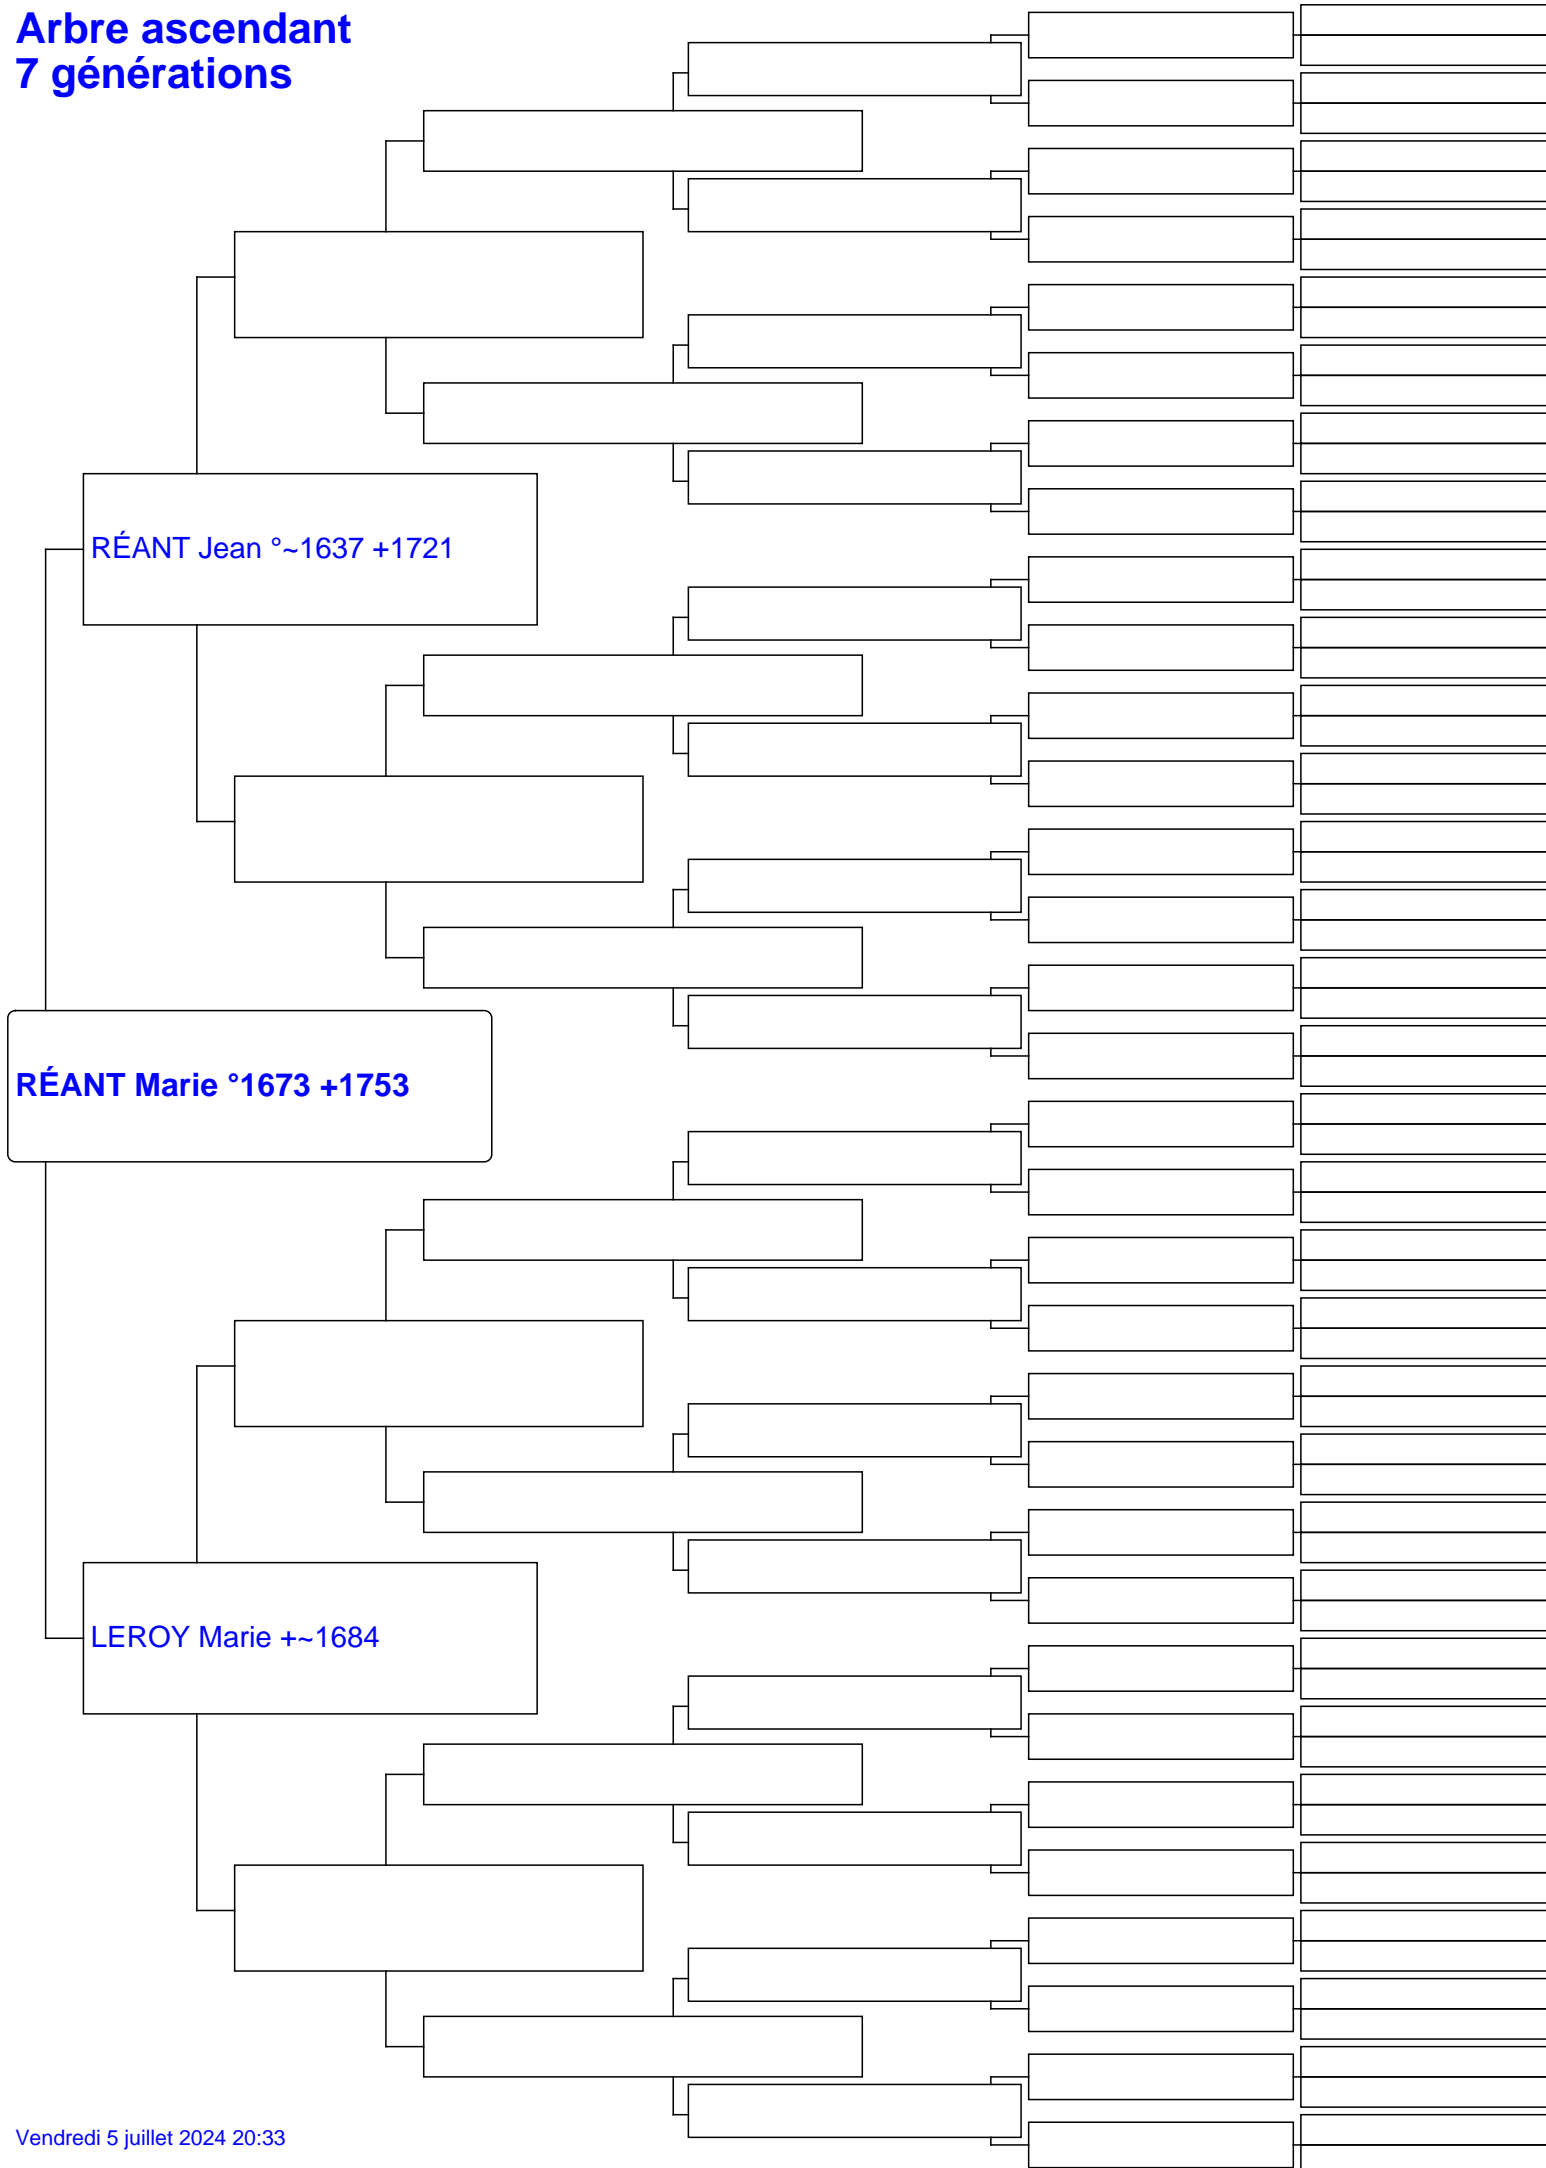 Arbre ascendant
7 générations
RÉANT Jean °~1637 +1721
RÉANT Marie °1673 +1753
LEROY Marie +~1684
Vendredi 5 juillet 2024 20:33